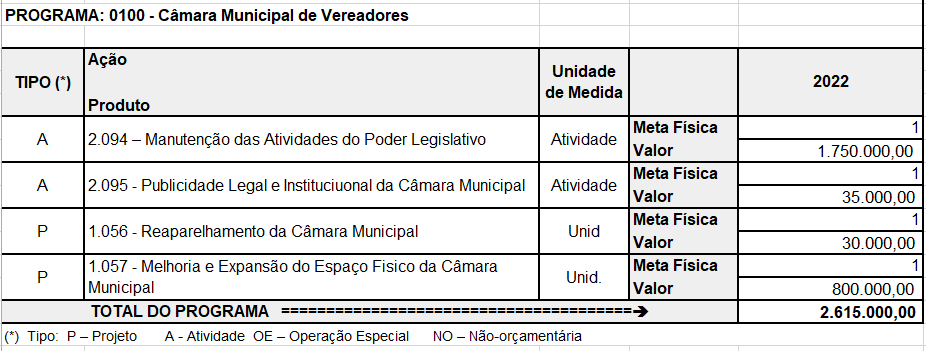 PROGRAMA: 0100 - Câmara Municipal de Vereadores
TIPO (*)
Ação
Produto
Unidade
de Medida
2022
A
2.094 – Manutenção das Atividades do Poder Legislativo
Atividade
Meta Física
1
Valor
1.750.000,00
A
2.095 - Publicidade Legal e Instituciuonal da Câmara Municipal
Atividade
Meta Física
1
Valor
35.000,00
P
1.056 - Reaparelhamento da Câmara Municipal
Unid
Meta Física
1
Valor
30.000,00
P
1.057 - Melhoria e Expansão do Espaço Fisico da Câmara
Municipal
Unid.
Meta Física
1
Valor
800.000,00
TOTAL DO PROGRAMA =======================================➔ 2.615.000,00
(*) Tipo: P – Projeto A - Atividade OE – Operação Especial NO – Não-orçamentária